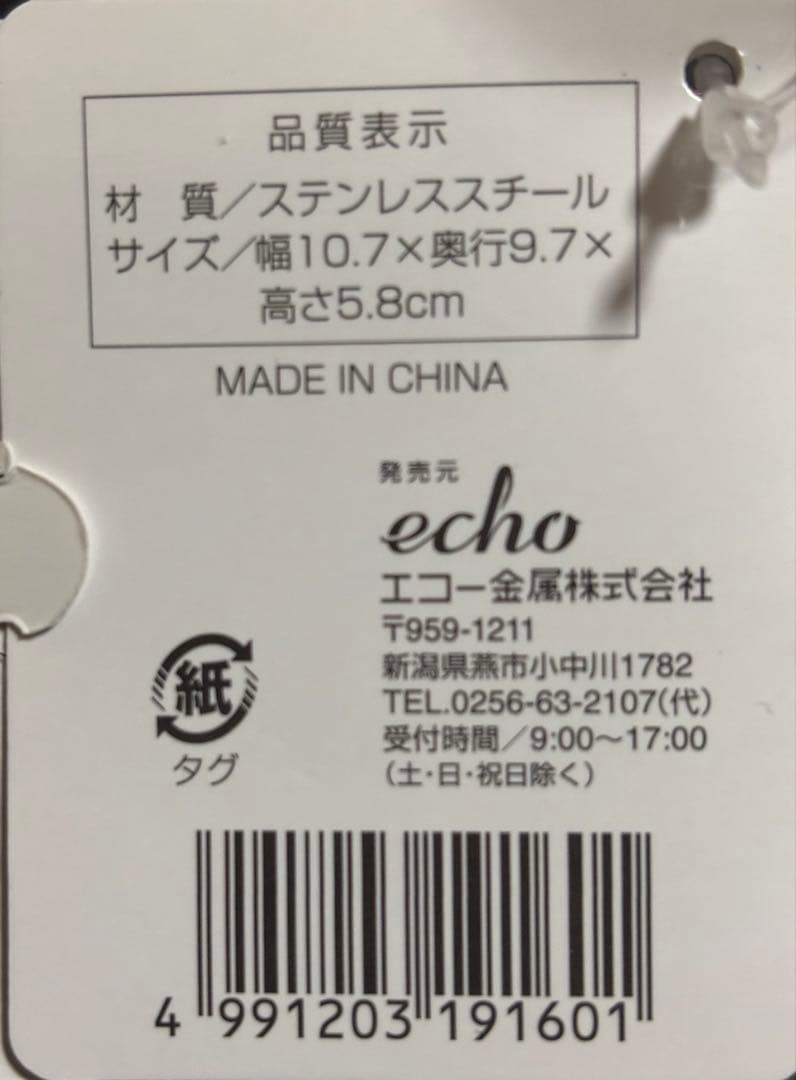 品質表示
材　質／ステンレススチール
サイズ／幅10.7×奥行9.7×
高さ5.8cm
MADE IN CHINA
発売元
echo
エコー金属株式会社
〒959-1211
新潟県燕市小中川1782
TEL.0256-63-2107(代)
受付時間／9:00〜17:00
(土・日・祝日除く)
紙
タグ
4 991203 191601